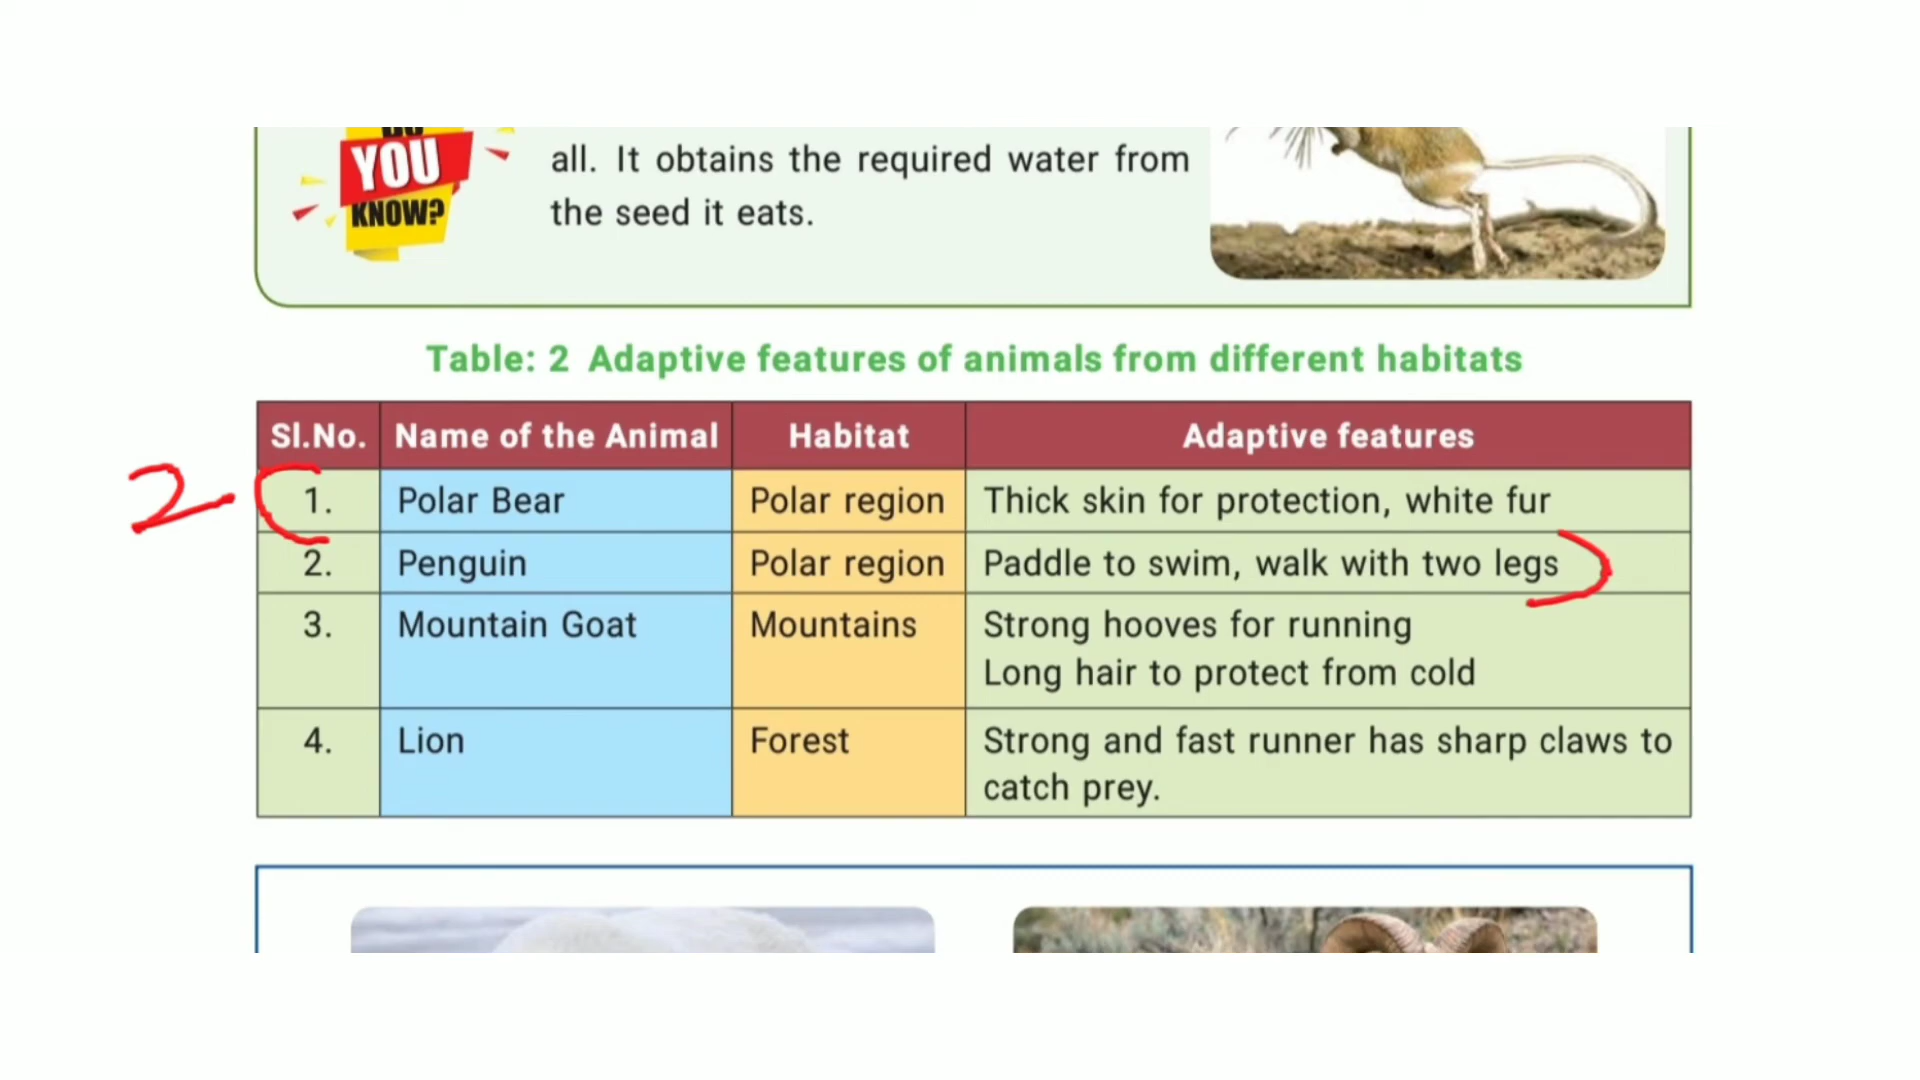 YOU
KNOW?
all. It obtains the required water from
the seed it eats.
Table: 2 Adaptive features of animals from different habitats
Sl.No. Name of the Animal Habitat Adaptive features
2 1. Polar Bear Polar region Thick skin for protection, white fur
2. Penguin Polar region Paddle to swim, walk with two legs
3. Mountain Goat Mountains Strong hooves for running
Long hair to protect from cold
4. Lion Forest Strong and fast runner has sharp claws to
catch prey.